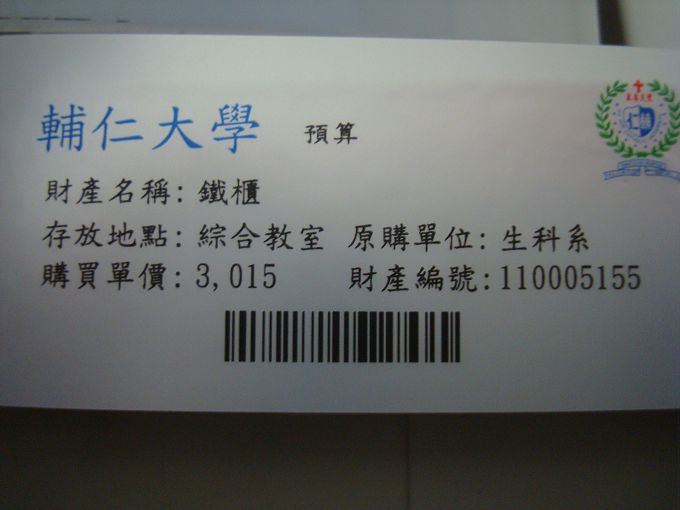 輔仁大學 預算
財產名稱: 鐵櫃
存放地點: 綜合教室 原購單位: 生科系
購買單價: 3,015 財產編號: 110005155